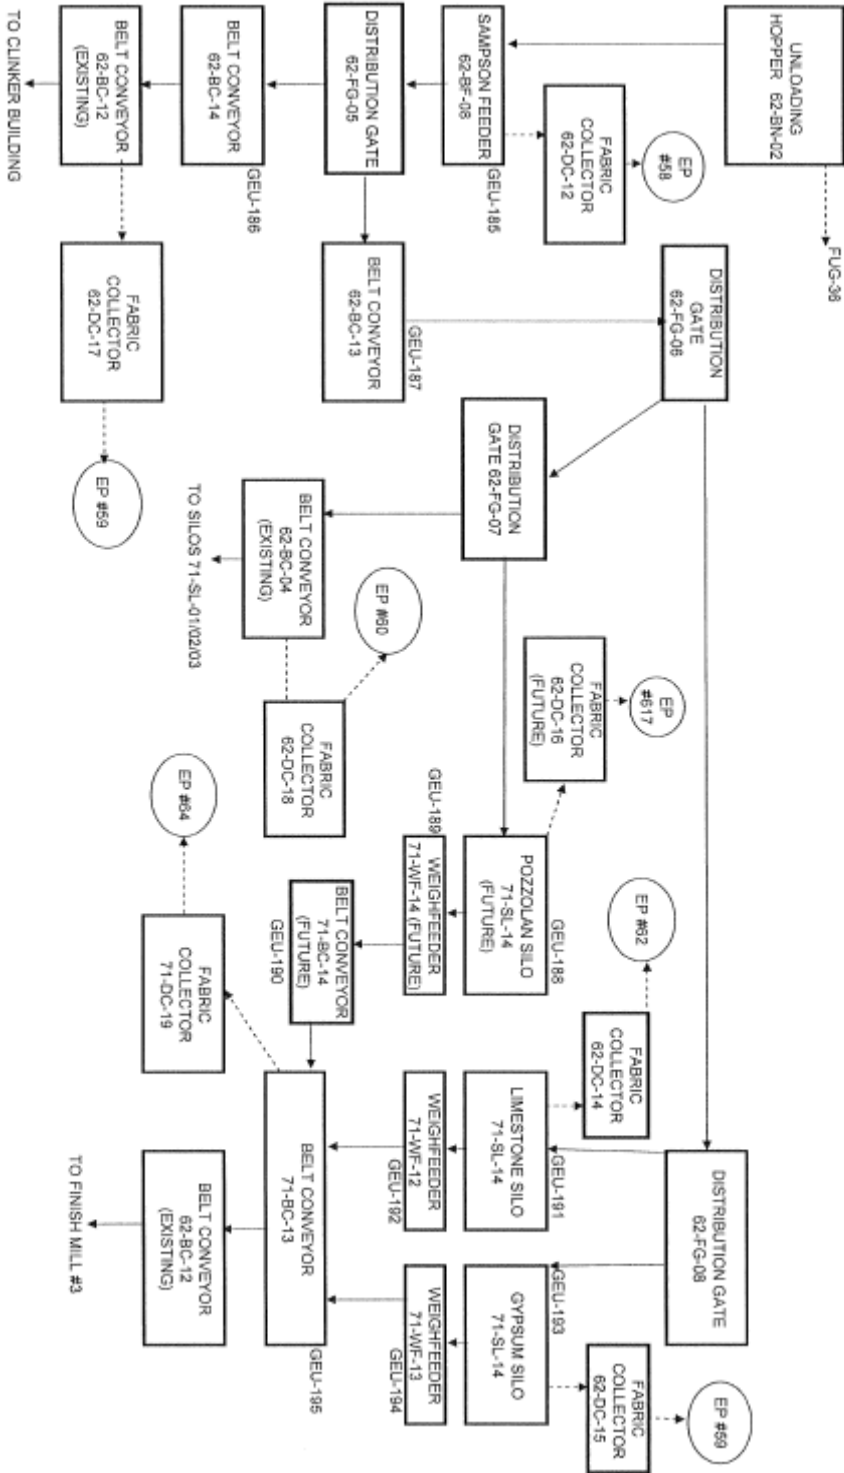 UNLOADING
HOPPER 62-BN-02
FUG-36
EP
#58
FABRIC
COLLECTOR
62-DC-12
SAMPSON FEEDER
62-BF-08
GEU-185
DISTRIBUTION GATE
62-FG-05
BELT CONVEYOR
62-BC-14
GEU-186
BELT CONVEYOR
62-BC-12
(EXISTING)
TO CLINKER BUILDING
FABRIC
COLLECTOR
62-DC-17
EP #59
BELT CONVEYOR
62-BC-13
GEU-187
DISTRIBUTION
GATE
62-FG-06
DISTRIBUTION
GATE 62-FG-07
BELT CONVEYOR
62-BC-04
(EXISTING)
TO SILOS 71-SL-01/02/03
EP #60
FABRIC
COLLECTOR
62-DC-18
EP
#617
FABRIC
COLLECTOR
62-DC-16
(FUTURE)
POZZOLAN SILO
71-SL-14
(FUTURE)
GEU-188
GEU-189
WEIGHFEEDER
71-WF-14 (FUTURE)
BELT CONVEYOR
71-BC-14
(FUTURE)
GEU-190
EP #64
FABRIC
COLLECTOR
71-DC-19
EP #62
FABRIC
COLLECTOR
62-DC-14
DISTRIBUTION GATE
62-FG-08
LIMESTONE SILO
71-SL-14
GEU-191
WEIGHFEEDER
71-WF-12
GEU-192
GYPSUM SILO
71-SL-14
GEU-193
WEIGHFEEDER
71-WF-13
GEU-194
FABRIC
COLLECTOR
62-DC-15
EP #59
BELT CONVEYOR
71-BC-13
GEU-195
BELT CONVEYOR
62-BC-12
(EXISTING)
TO FINISH MILL #3